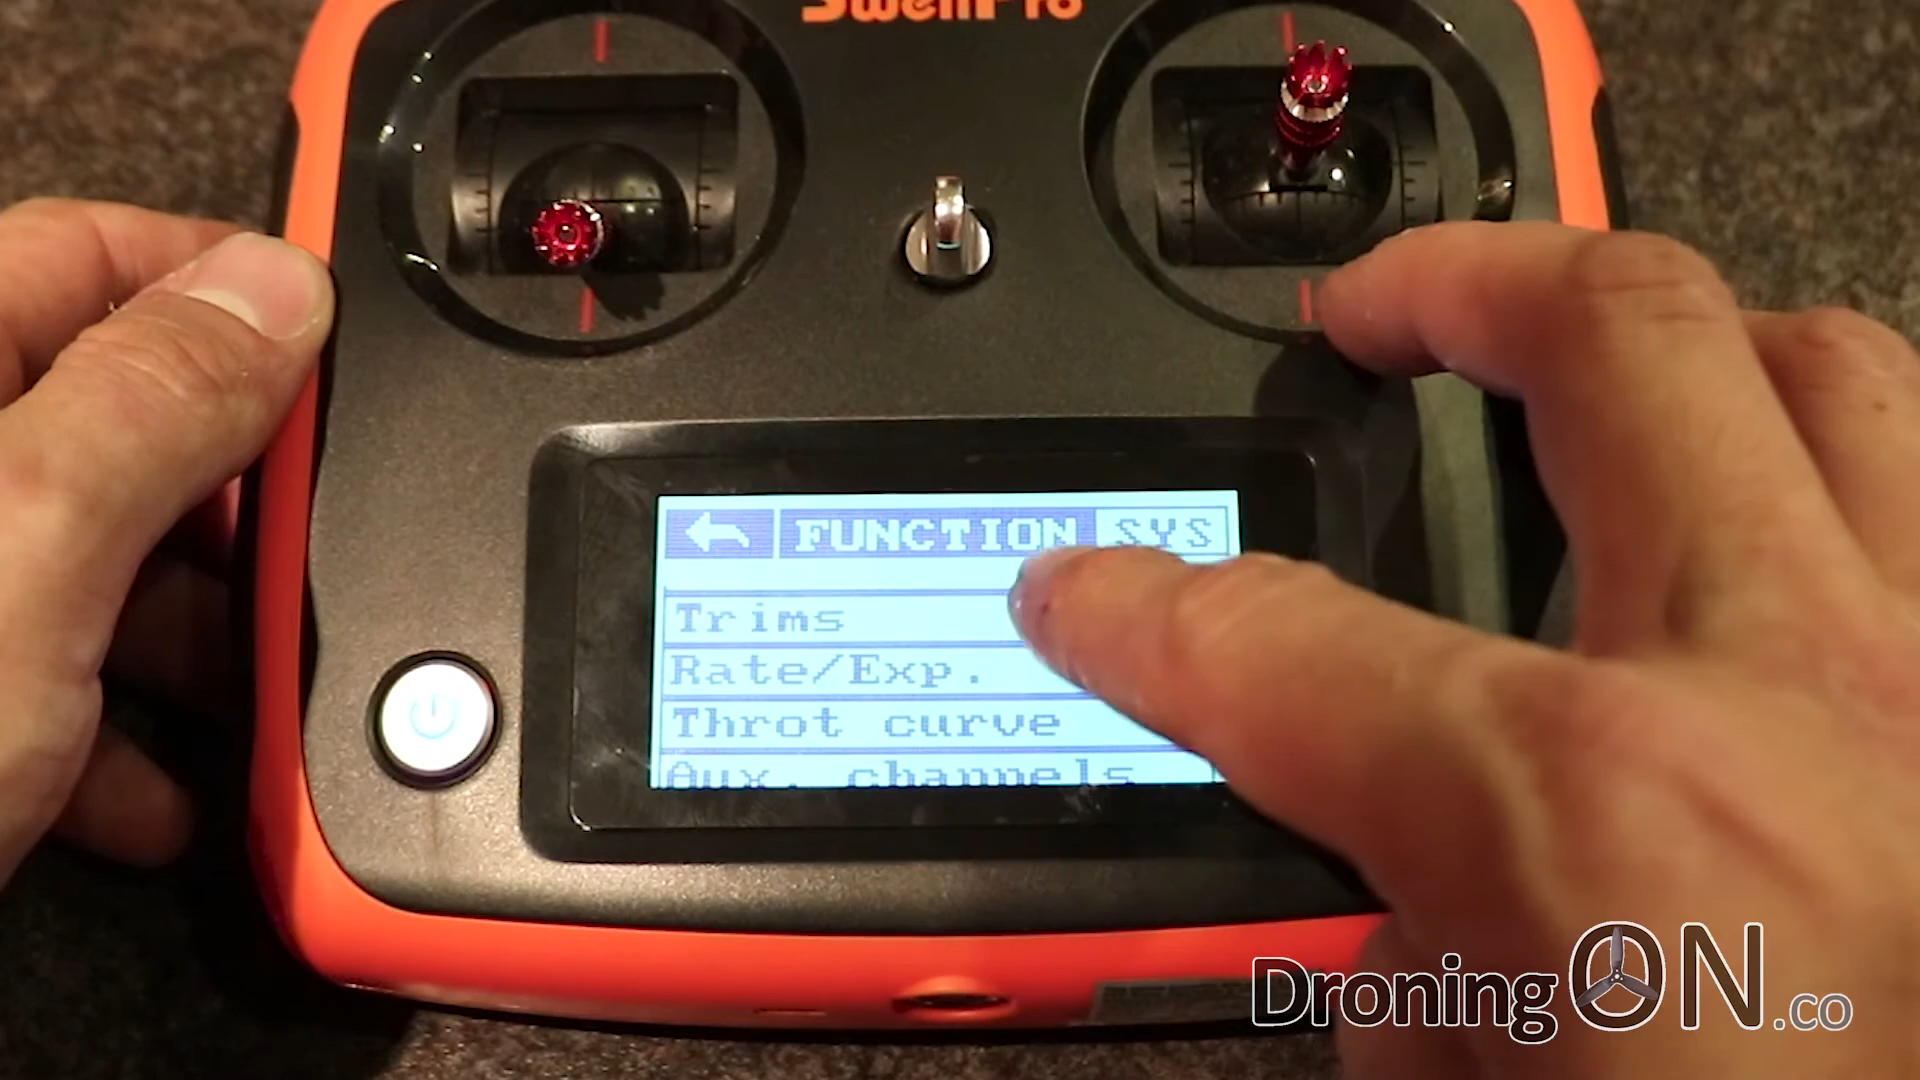 SwellPro
FUNCTION SYS
Trims
Rate/Exp.
Throt curve
Aux. channels
DroningON.co